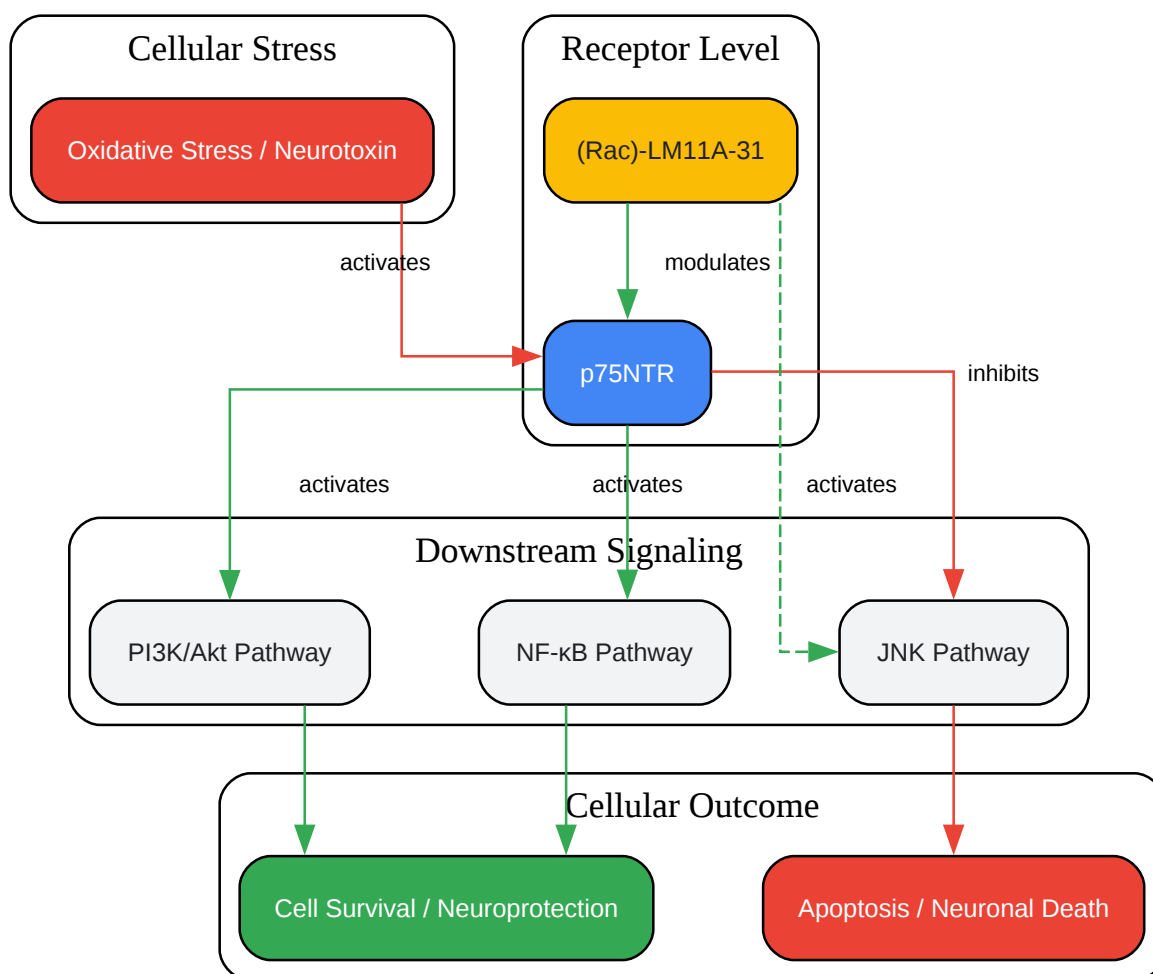 Cellular Stress
Receptor Level
Oxidative Stress / Neurotoxin
(Rac)-LM11A-31
activates
modulates
p75NTR
inhibits
activates
activates
activates
Downstream Signaling
PI3K/Akt Pathway
NF-κB Pathway
JNK Pathway
Cellular Outcome
Cell Survival / Neuroprotection
Apoptosis / Neuronal Death